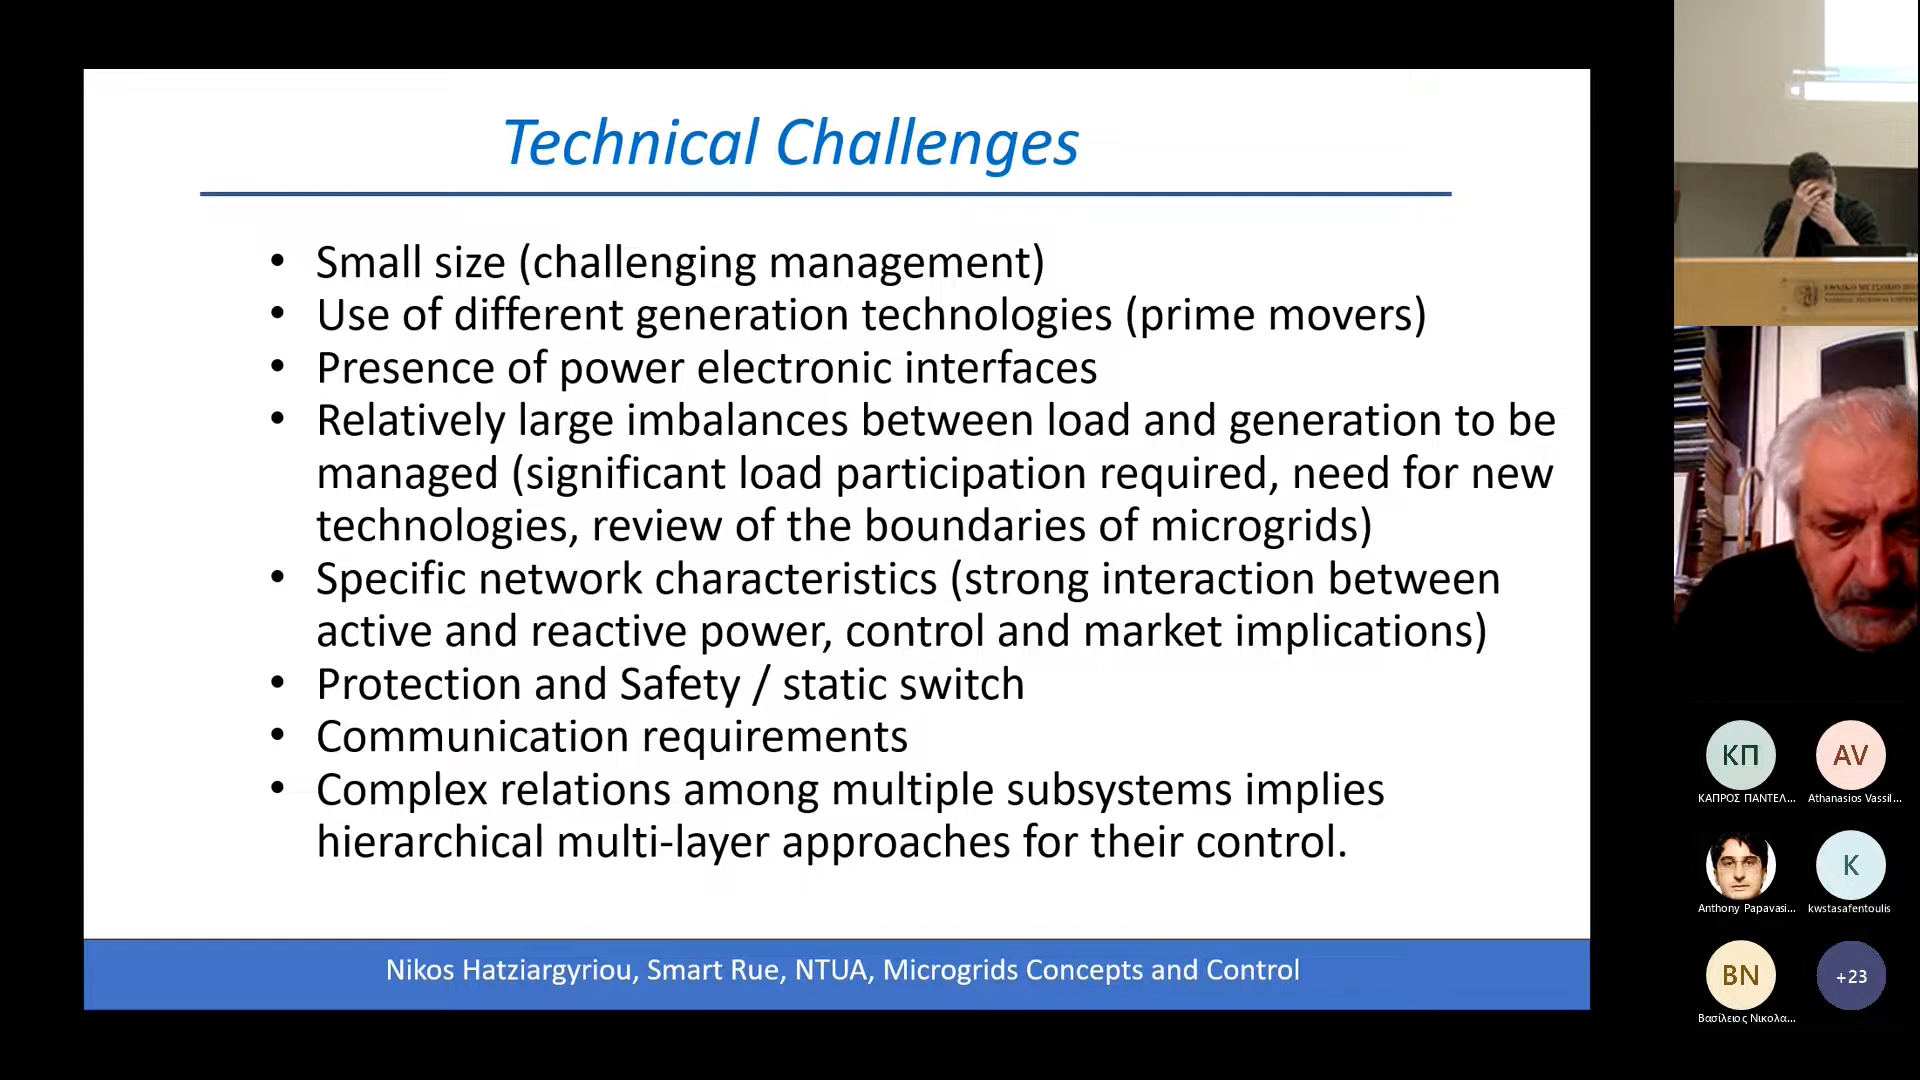 Technical Challenges
• Small size (challenging management)
• Use of different generation technologies (prime movers)
• Presence of power electronic interfaces
• Relatively large imbalances between load and generation to be
managed (significant load participation required, need for new
technologies, review of the boundaries of microgrids)
• Specific network characteristics (strong interaction between
active and reactive power, control and market implications)
• Protection and Safety / static switch
• Communication requirements
• Complex relations among multiple subsystems implies
hierarchical multi-layer approaches for their control.
Nikos Hatziargyriou, Smart Rue, NTUA, Microgrids Concepts and Control
ΚΠ
ΚΑΠΡΟΣ ΠΑΝΤΕΛ...
AV
Athanasios Vassil...
Anthony Papavasi...
K
kwstasafentoulis
ΒΝ
Βασίλειος Νικολα...
+23